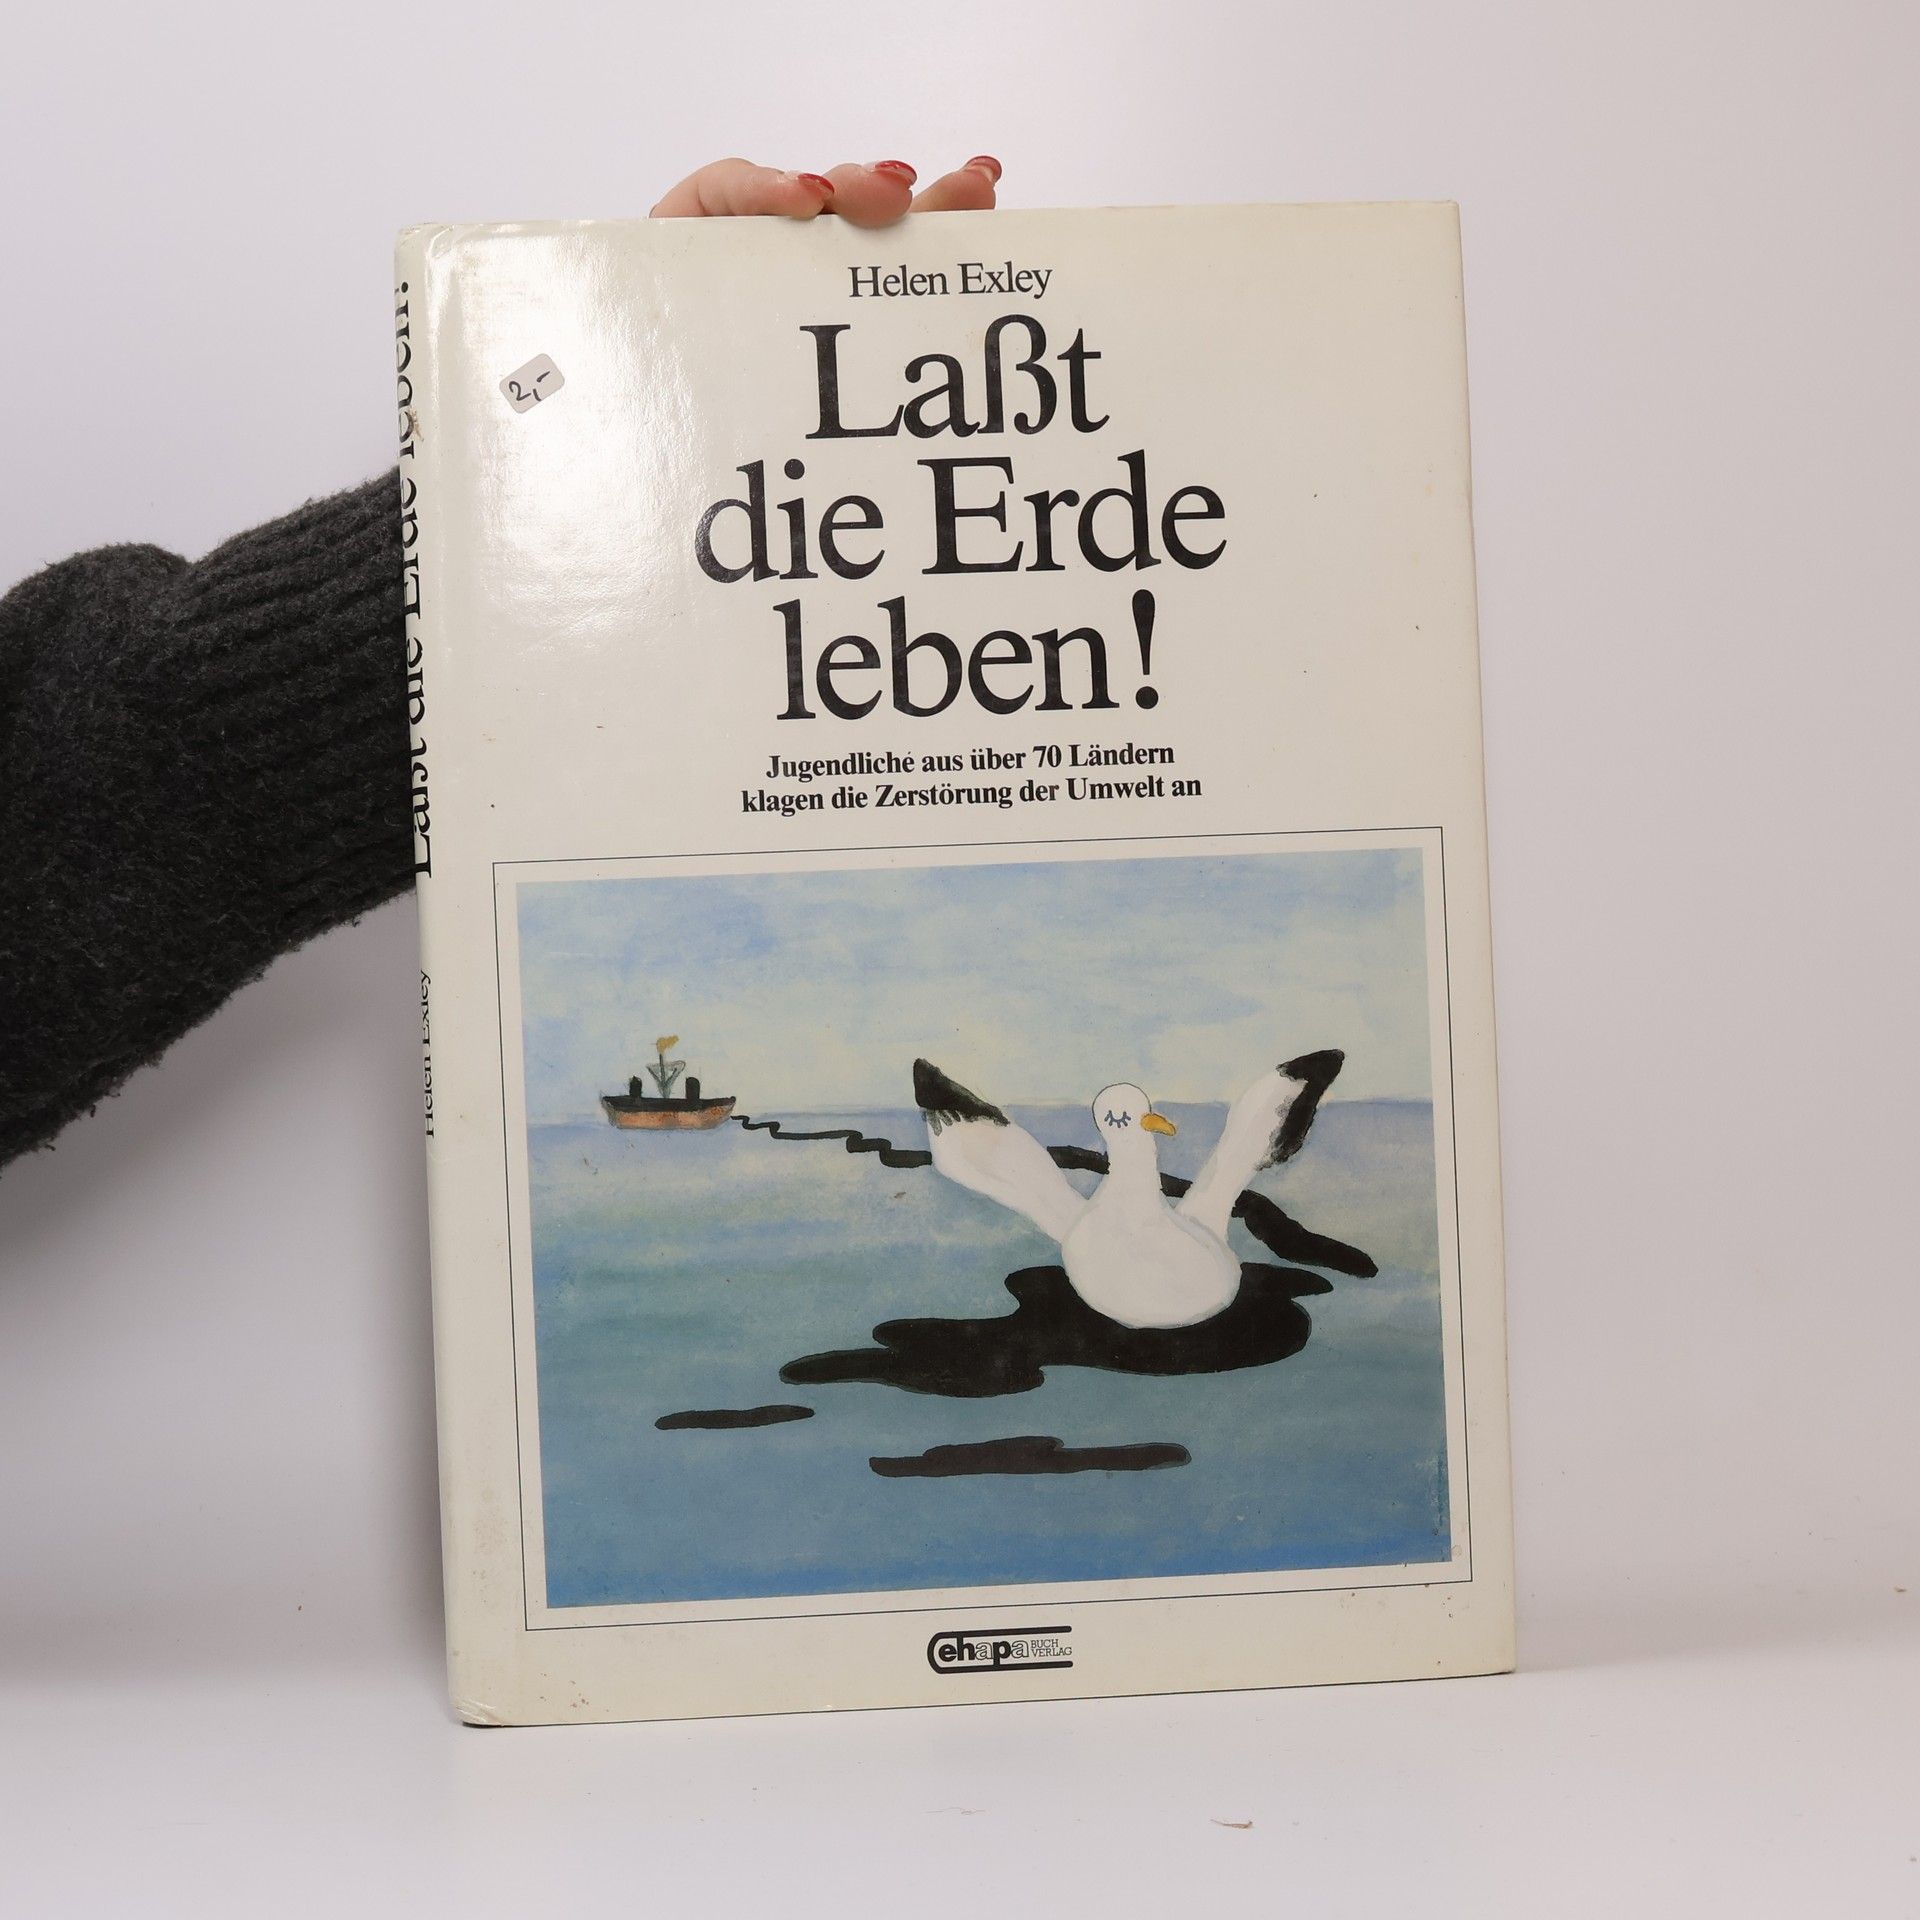 Helen Exley
Laßt
die Erde
leben!
2,-
Jugendliche aus über 70 Ländern
klagen die Zerstörung der Umwelt an
ehapa BUCH
VERLAG
Laßt die Erde leben!
Helen Exley